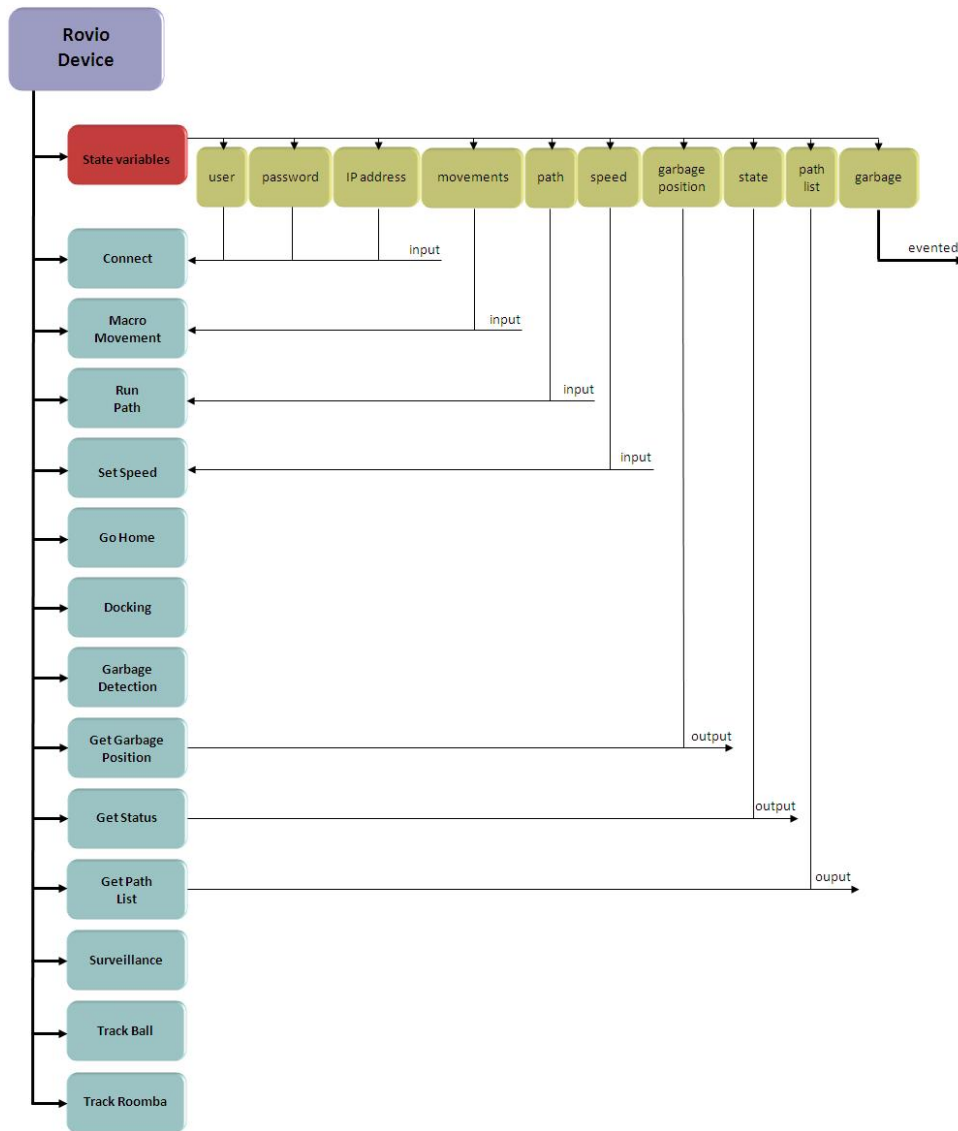 Rovio
Device
State variables
user
password
IP address
movements
path
speed
garbage
position
state
path
list
garbage
evented
Connect
input
Macro
Movement
input
Run
Path
input
Set Speed
input
Go Home
Docking
Garbage
Detection
Get Garbage
Position
output
Get Status
output
Get Path
List
ouput
Surveillance
Track Ball
Track Roomba